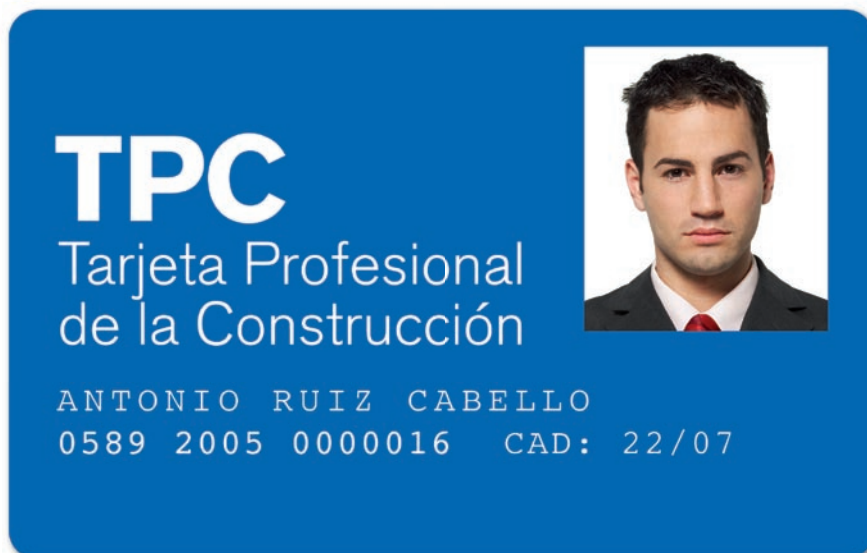 TPC
Tarjeta Profesional
de la Construcción
ANTONIO RUIZ CABELLO
0589 2005 0000016 CAD: 22/07